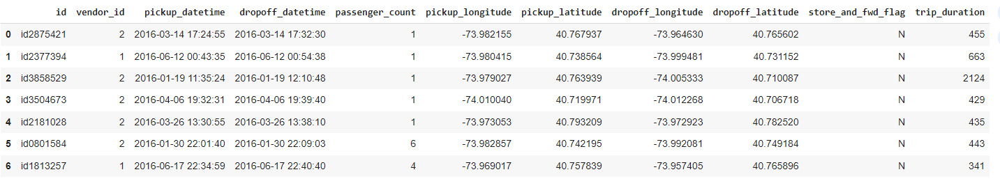 id vendor_id pickup_datetime dropoff_datetime passenger_count pickup_longitude pickup_latitude dropoff_longitude dropoff_latitude store_and_fwd_flag trip_duration
0 id2875421 2 2016-03-14 17:24:55 2016-03-14 17:32:30 1 -73.982155 40.767937 -73.964630 40.765602 N 455
1 id2377394 1 2016-06-12 00:43:35 2016-06-12 00:54:38 1 -73.980415 40.738564 -73.999481 40.731152 N 663
2 id3858529 2 2016-01-19 11:35:24 2016-01-19 12:10:48 1 -73.979027 40.763939 -74.005333 40.710087 N 2124
3 id3504673 2 2016-04-06 19:32:31 2016-04-06 19:39:40 1 -74.010040 40.719971 -74.012268 40.706718 N 429
4 id2181028 2 2016-03-26 13:30:55 2016-03-26 13:38:10 1 -73.973053 40.793209 -73.972923 40.782520 N 435
5 id0801584 2 2016-01-30 22:01:40 2016-01-30 22:09:03 6 -73.982857 40.742195 -73.992081 40.749184 N 443
6 id1813257 1 2016-06-17 22:34:59 2016-06-17 22:40:40 4 -73.969017 40.757839 -73.957405 40.765896 N 341